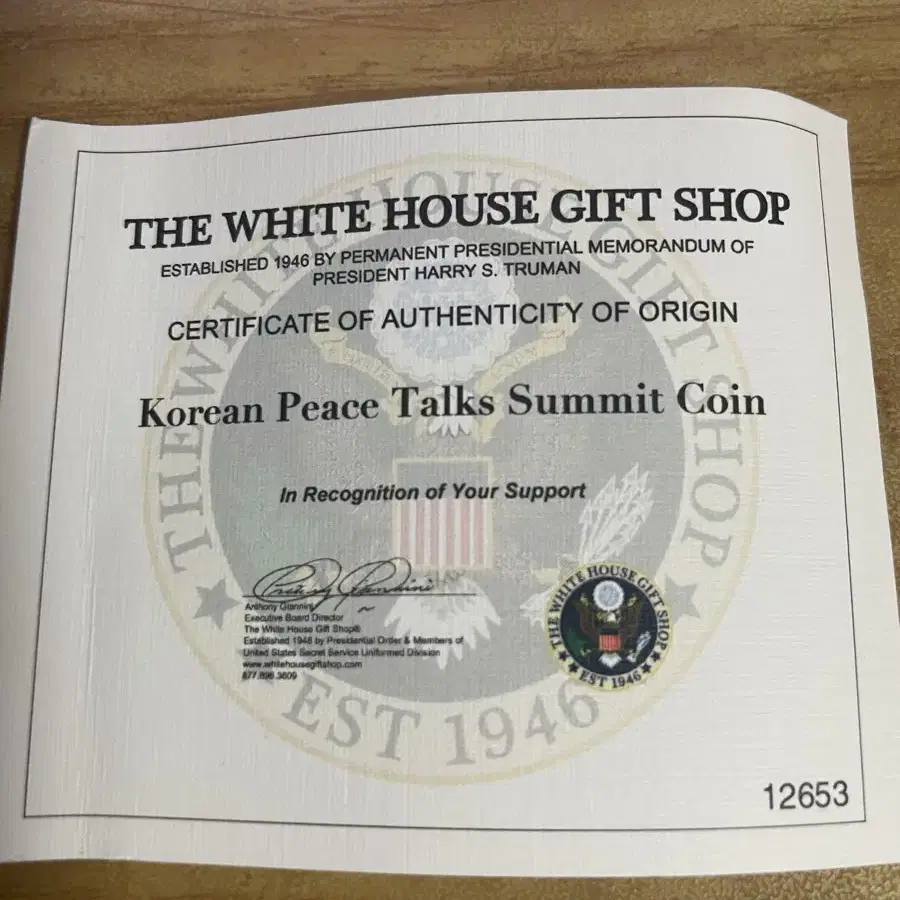 THE WHITE HOUSE GIFT SHOP
ESTABLISHED 1946 BY PERMANENT PRESIDENTIAL MEMORANDUM OF
PRESIDENT HARRY S. TRUMAN
CERTIFICATE OF AUTHENTICITY OF ORIGIN
Korean Peace Talks Summit Coin
In Recognition of Your Support
Anthony Giannini
Executive Board Director
The White House Gift Shop®
Established 1946 by Presidential Order & Members of
United States Secret Service Uniformed Division
www.whitehousegiftshop.com
877.896.3609
THE WHITE HOUSE GIFT SHOP
EST 1946
THE WHITE HOUSE GIFT SHOP
EST 1946
12653